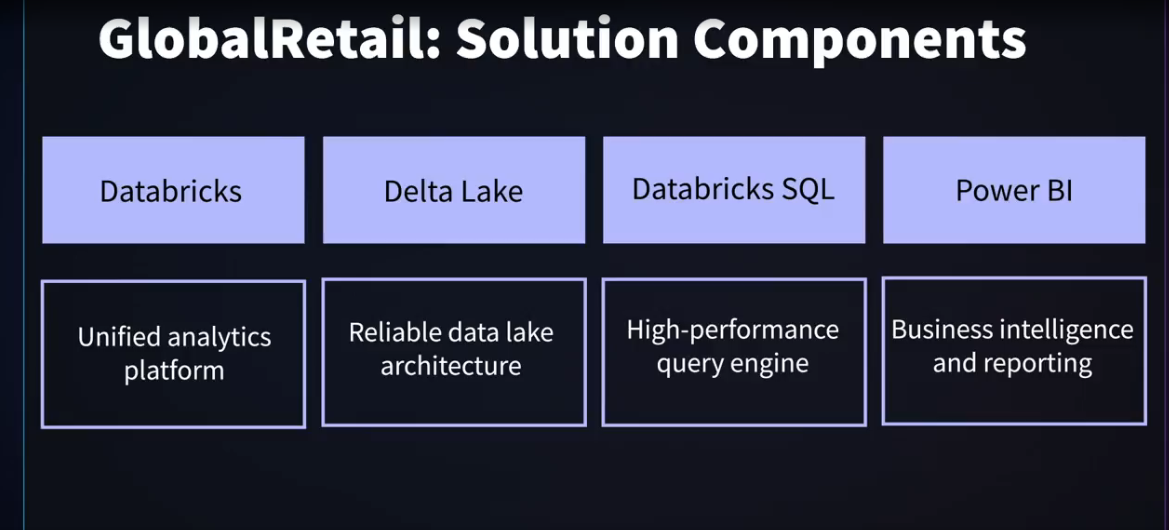 GlobalRetail: Solution Components
Databricks
Delta Lake
Databricks SQL
Power BI
Unified analytics
platform
Reliable data lake
architecture
High-performance
query engine
Business intelligence
and reporting